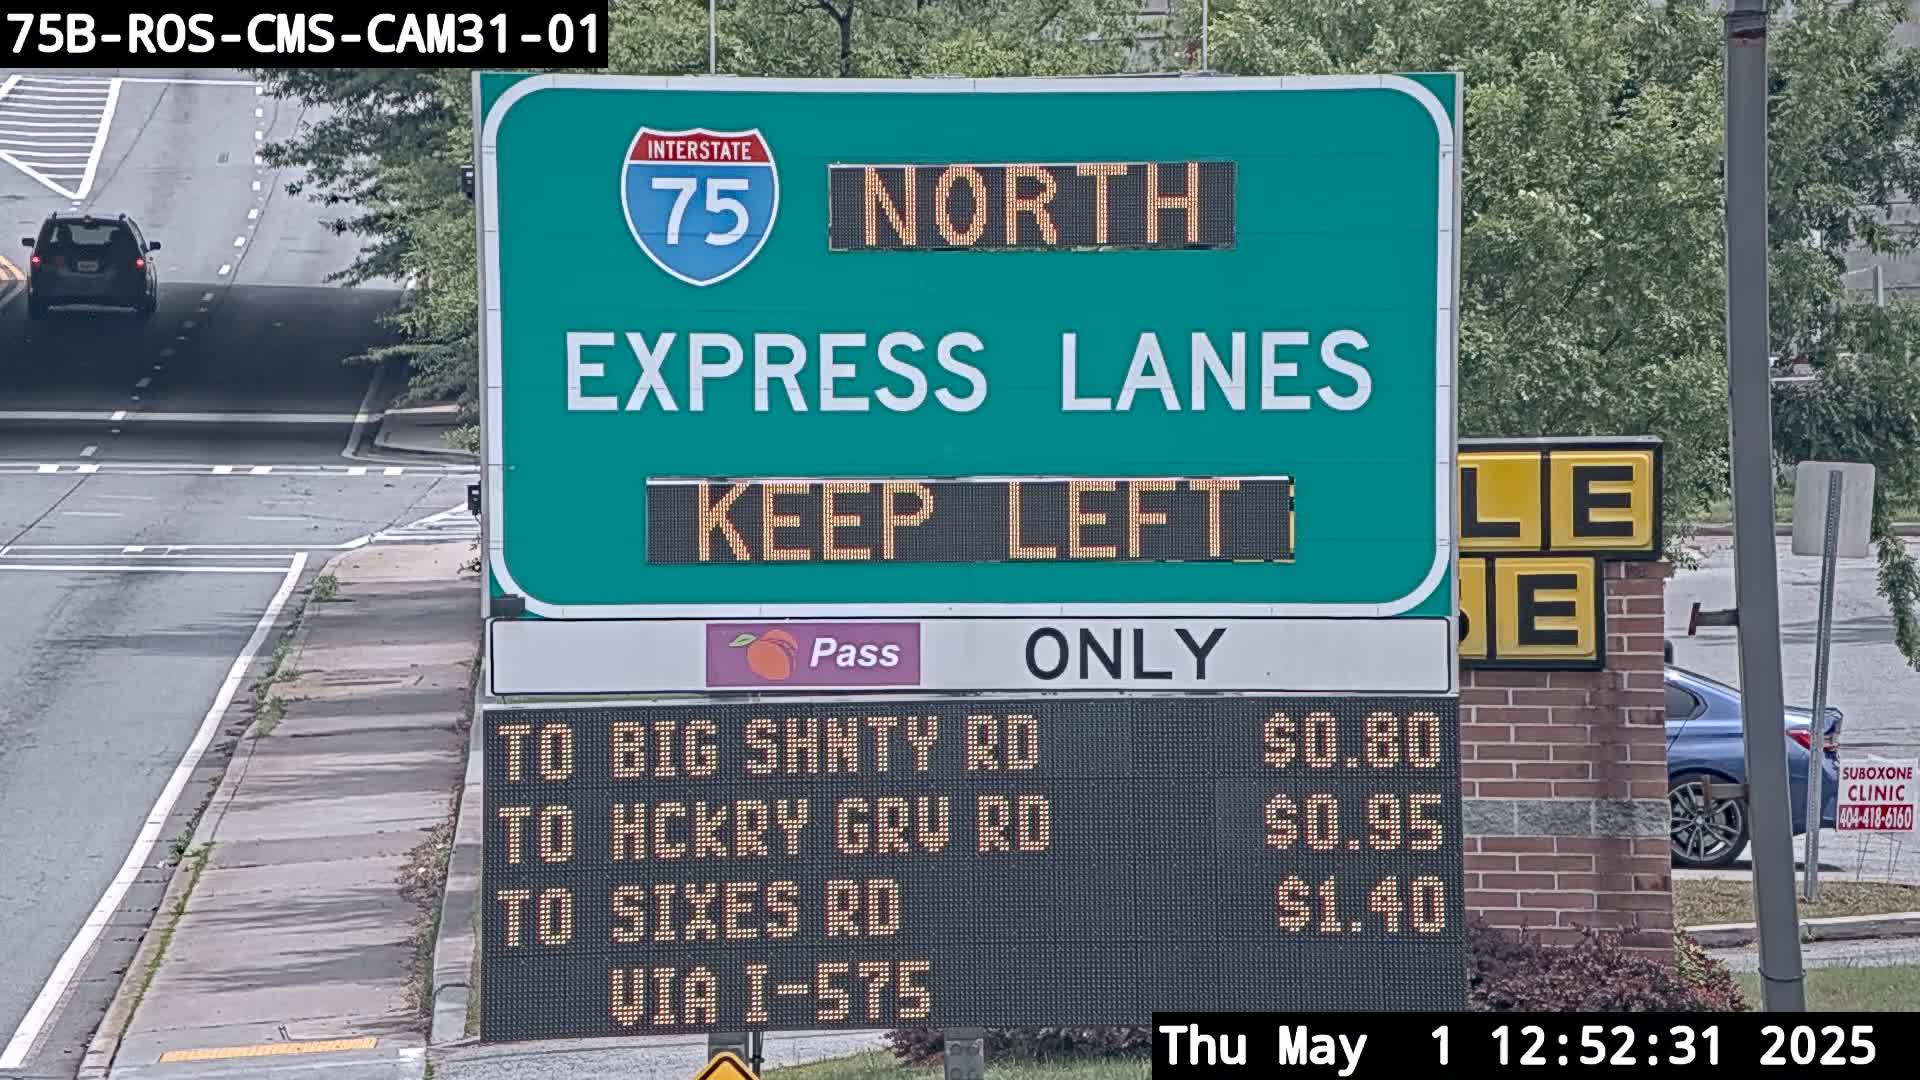 75B-ROS-CMS-CAM31-01
INTERSTATE
75
NORTH
EXPRESS LANES
KEEP LEFT
LE
E
Pass
ONLY
TO BIG SHNTY RD $0.80
TO HCKRY GRV RD $0.95
TO SIXES RD $1.40
VIA I-575
SUBOXONE
CLINIC
404-418-6160
Thu May 1 12:52:31 2025